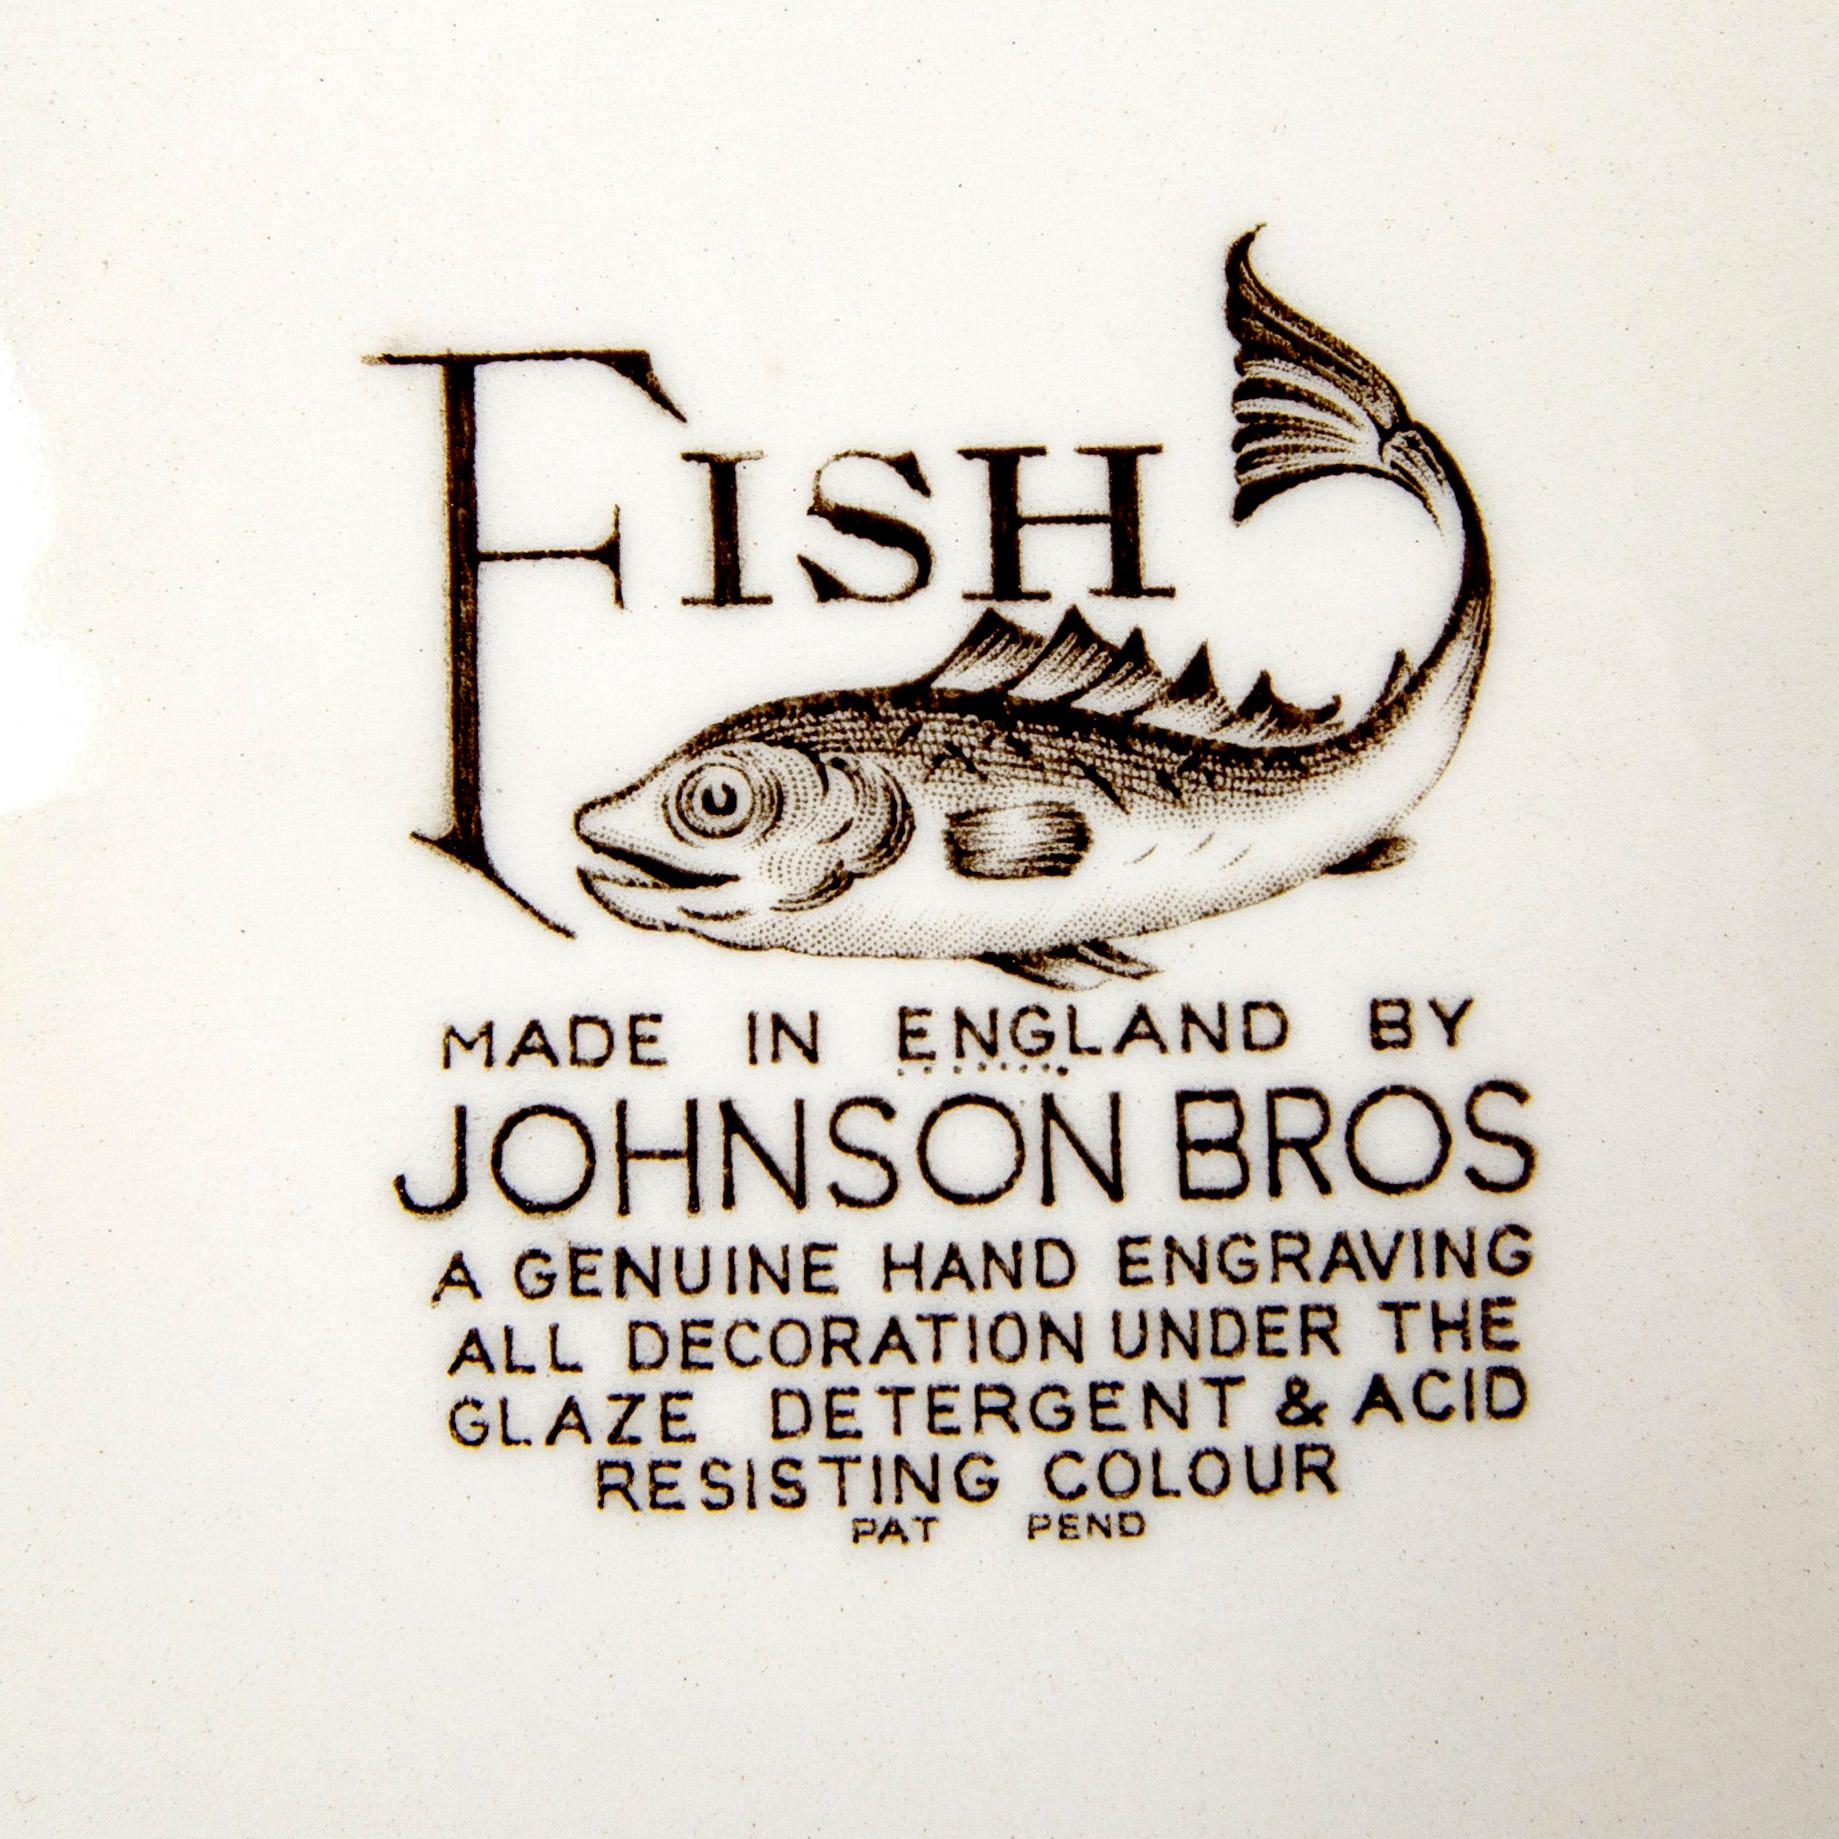 FISH
MADE IN ENGLAND BY
JOHNSON BROS
A GENUINE HAND ENGRAVING
ALL DECORATION UNDER THE
GLAZE DETERGENT & ACID
RESISTING COLOUR
PAT PEND